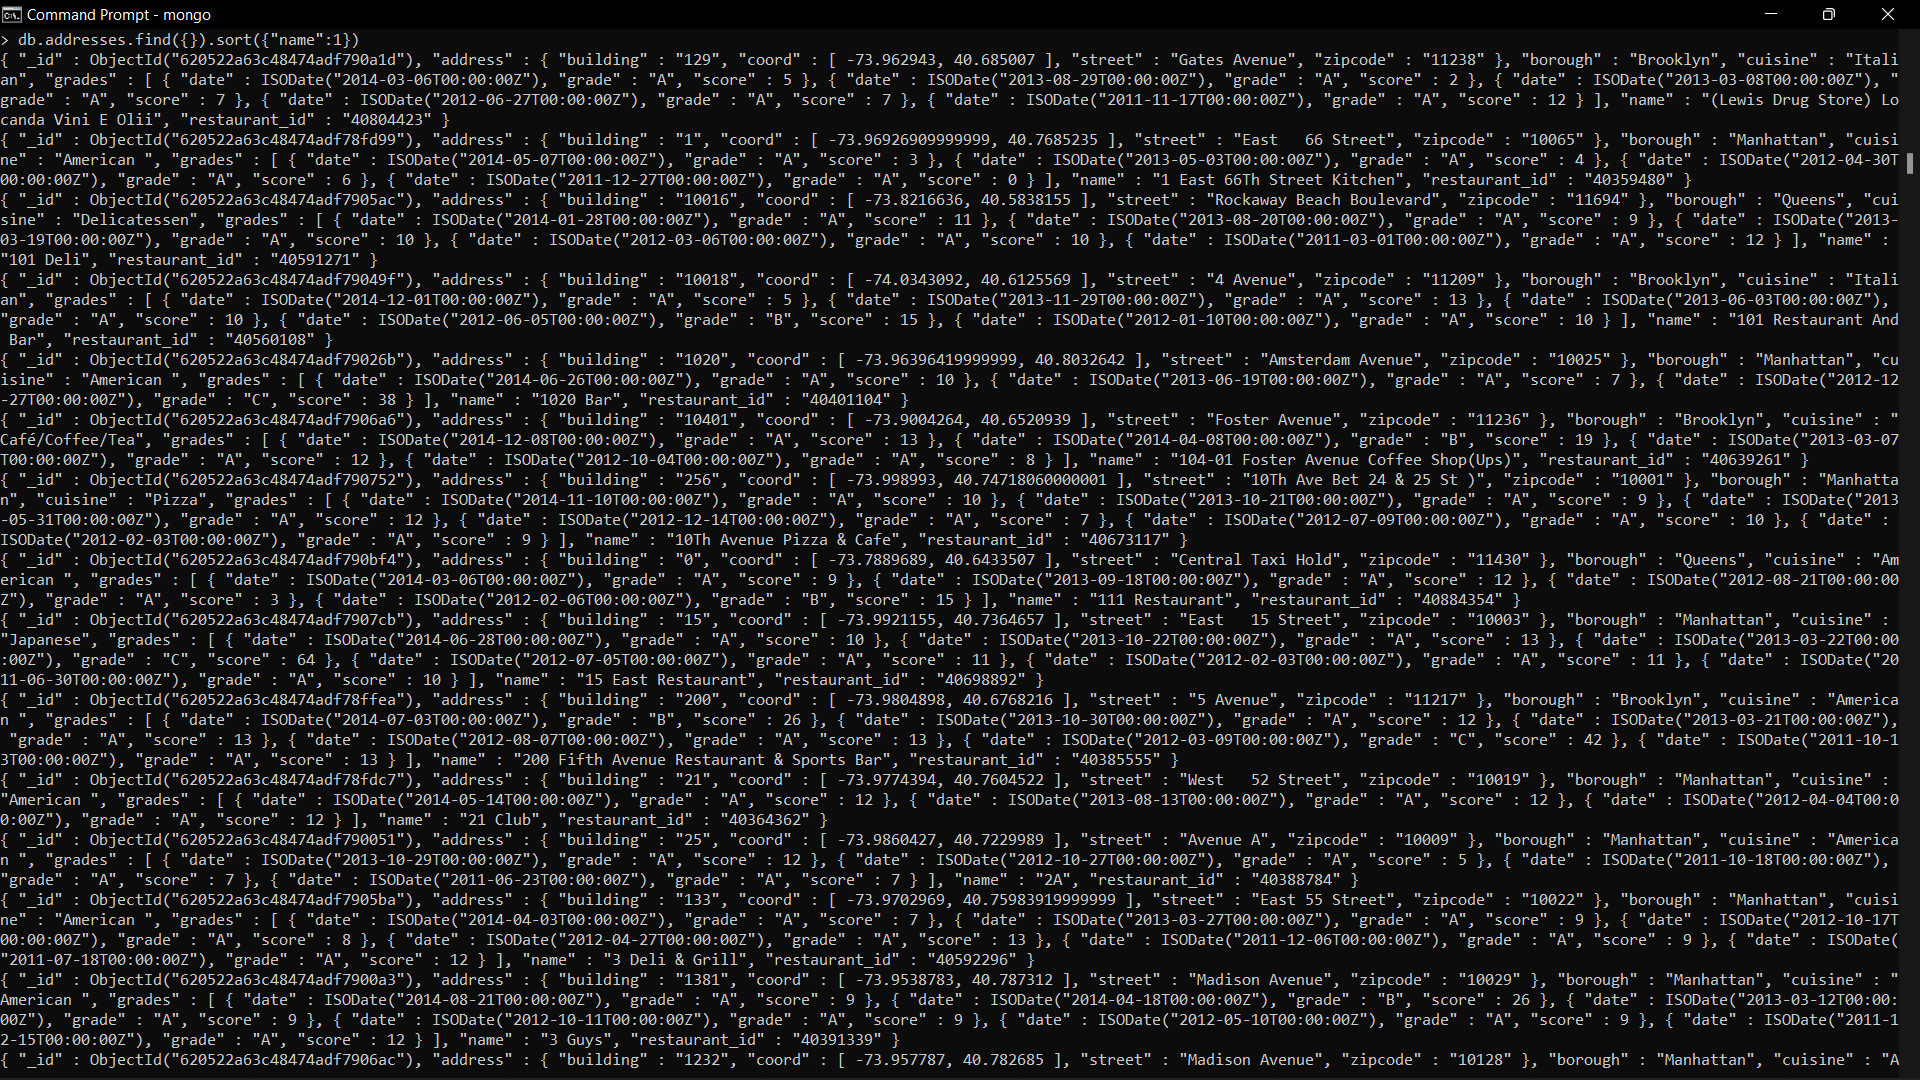 Command Prompt - mongo
> db.addresses.find({}).sort({"name":1})
{ "_id" : ObjectId("620522a63c48474adf790a1d"), "address" : { "building" : "129", "coord" : [ -73.962943, 40.685007 ], "street" : "Gates Avenue", "zipcode" : "11238" }, "borough" : "Brooklyn", "cuisine" : "Itali
an", "grades" : [ { "date" : ISODate("2014-03-06T00:00:00Z"), "grade" : "A", "score" : 5 }, { "date" : ISODate("2013-08-29T00:00:00Z"), "grade" : "A", "score" : 2 }, { "date" : ISODate("2013-03-08T00:00:00Z"), "
grade" : "A", "score" : 7 }, { "date" : ISODate("2012-06-27T00:00:00Z"), "grade" : "A", "score" : 7 }, { "date" : ISODate("2011-11-17T00:00:00Z"), "grade" : "A", "score" : 12 } ], "name" : "(Lewis Drug Store) Lo
canda Vini E Olii", "restaurant_id" : "40804423" }
{ "_id" : ObjectId("620522a63c48474adf78fd99"), "address" : { "building" : "1", "coord" : [ -73.96926909999999, 40.7685235 ], "street" : "East   66 Street", "zipcode" : "10065" }, "borough" : "Manhattan", "cuisi
ne" : "American ", "grades" : [ { "date" : ISODate("2014-05-07T00:00:00Z"), "grade" : "A", "score" : 3 }, { "date" : ISODate("2013-05-03T00:00:00Z"), "grade" : "A", "score" : 4 }, { "date" : ISODate("2012-04-30T
00:00:00Z"), "grade" : "A", "score" : 6 }, { "date" : ISODate("2011-12-27T00:00:00Z"), "grade" : "A", "score" : 0 } ], "name" : "1 East 66Th Street Kitchen", "restaurant_id" : "40359480" }
{ "_id" : ObjectId("620522a63c48474adf7905ac"), "address" : { "building" : "10016", "coord" : [ -73.8216636, 40.5838155 ], "street" : "Rockaway Beach Boulevard", "zipcode" : "11694" }, "borough" : "Queens", "cui
sine" : "Delicatessen", "grades" : [ { "date" : ISODate("2014-01-28T00:00:00Z"), "grade" : "A", "score" : 11 }, { "date" : ISODate("2013-08-20T00:00:00Z"), "grade" : "A", "score" : 9 }, { "date" : ISODate("2013-
03-19T00:00:00Z"), "grade" : "A", "score" : 10 }, { "date" : ISODate("2012-03-06T00:00:00Z"), "grade" : "A", "score" : 10 }, { "date" : ISODate("2011-03-01T00:00:00Z"), "grade" : "A", "score" : 12 } ], "name" :
"101 Deli", "restaurant_id" : "40591271" }
{ "_id" : ObjectId("620522a63c48474adf79049f"), "address" : { "building" : "10018", "coord" : [ -74.0343092, 40.6125569 ], "street" : "4 Avenue", "zipcode" : "11209" }, "borough" : "Brooklyn", "cuisine" : "Itali
an", "grades" : [ { "date" : ISODate("2014-12-01T00:00:00Z"), "grade" : "A", "score" : 5 }, { "date" : ISODate("2013-11-29T00:00:00Z"), "grade" : "A", "score" : 13 }, { "date" : ISODate("2013-06-03T00:00:00Z"),
"grade" : "A", "score" : 10 }, { "date" : ISODate("2012-06-05T00:00:00Z"), "grade" : "B", "score" : 15 }, { "date" : ISODate("2012-01-10T00:00:00Z"), "grade" : "A", "score" : 10 } ], "name" : "101 Restaurant And
 Bar", "restaurant_id" : "40560108" }
{ "_id" : ObjectId("620522a63c48474adf79026b"), "address" : { "building" : "1020", "coord" : [ -73.96396419999999, 40.8032642 ], "street" : "Amsterdam Avenue", "zipcode" : "10025" }, "borough" : "Manhattan", "cu
isine" : "American ", "grades" : [ { "date" : ISODate("2014-06-26T00:00:00Z"), "grade" : "A", "score" : 10 }, { "date" : ISODate("2013-06-19T00:00:00Z"), "grade" : "A", "score" : 7 }, { "date" : ISODate("2012-12
-27T00:00:00Z"), "grade" : "C", "score" : 38 } ], "name" : "1020 Bar", "restaurant_id" : "40401104" }
{ "_id" : ObjectId("620522a63c48474adf7906a6"), "address" : { "building" : "10401", "coord" : [ -73.9004264, 40.6520939 ], "street" : "Foster Avenue", "zipcode" : "11236" }, "borough" : "Brooklyn", "cuisine" : "
Café/Coffee/Tea", "grades" : [ { "date" : ISODate("2014-12-08T00:00:00Z"), "grade" : "A", "score" : 13 }, { "date" : ISODate("2014-04-08T00:00:00Z"), "grade" : "B", "score" : 19 }, { "date" : ISODate("2013-03-07
T00:00:00Z"), "grade" : "A", "score" : 12 }, { "date" : ISODate("2012-10-04T00:00:00Z"), "grade" : "A", "score" : 8 } ], "name" : "104-01 Foster Avenue Coffee Shop(Ups)", "restaurant_id" : "40639261" }
{ "_id" : ObjectId("620522a63c48474adf790752"), "address" : { "building" : "256", "coord" : [ -73.998993, 40.74718060000001 ], "street" : "10Th Ave Bet 24 & 25 St )", "zipcode" : "10001" }, "borough" : "Manhatta
n", "cuisine" : "Pizza", "grades" : [ { "date" : ISODate("2014-11-10T00:00:00Z"), "grade" : "A", "score" : 10 }, { "date" : ISODate("2013-10-21T00:00:00Z"), "grade" : "A", "score" : 9 }, { "date" : ISODate("2013
-05-31T00:00:00Z"), "grade" : "A", "score" : 12 }, { "date" : ISODate("2012-12-14T00:00:00Z"), "grade" : "A", "score" : 7 }, { "date" : ISODate("2012-07-09T00:00:00Z"), "grade" : "A", "score" : 10 }, { "date" :
ISODate("2012-02-03T00:00:00Z"), "grade" : "A", "score" : 9 } ], "name" : "10Th Avenue Pizza & Cafe", "restaurant_id" : "40673117" }
{ "_id" : ObjectId("620522a63c48474adf790bf4"), "address" : { "building" : "0", "coord" : [ -73.7889689, 40.6433507 ], "street" : "Central Taxi Hold", "zipcode" : "11430" }, "borough" : "Queens", "cuisine" : "Am
erican ", "grades" : [ { "date" : ISODate("2014-03-06T00:00:00Z"), "grade" : "A", "score" : 9 }, { "date" : ISODate("2013-09-18T00:00:00Z"), "grade" : "A", "score" : 12 }, { "date" : ISODate("2012-08-21T00:00:00
Z"), "grade" : "A", "score" : 3 }, { "date" : ISODate("2012-02-06T00:00:00Z"), "grade" : "B", "score" : 15 } ], "name" : "111 Restaurant", "restaurant_id" : "40884354" }
{ "_id" : ObjectId("620522a63c48474adf7907cb"), "address" : { "building" : "15", "coord" : [ -73.9921155, 40.7364657 ], "street" : "East   15 Street", "zipcode" : "10003" }, "borough" : "Manhattan", "cuisine" :
"Japanese", "grades" : [ { "date" : ISODate("2014-06-28T00:00:00Z"), "grade" : "A", "score" : 10 }, { "date" : ISODate("2013-10-22T00:00:00Z"), "grade" : "A", "score" : 13 }, { "date" : ISODate("2013-03-22T00:00
:00Z"), "grade" : "C", "score" : 64 }, { "date" : ISODate("2012-07-05T00:00:00Z"), "grade" : "A", "score" : 11 }, { "date" : ISODate("2012-02-03T00:00:00Z"), "grade" : "A", "score" : 11 }, { "date" : ISODate("20
11-06-30T00:00:00Z"), "grade" : "A", "score" : 10 } ], "name" : "15 East Restaurant", "restaurant_id" : "40698892" }
{ "_id" : ObjectId("620522a63c48474adf78ffea"), "address" : { "building" : "200", "coord" : [ -73.9804898, 40.6768216 ], "street" : "5 Avenue", "zipcode" : "11217" }, "borough" : "Brooklyn", "cuisine" : "America
n ", "grades" : [ { "date" : ISODate("2014-07-03T00:00:00Z"), "grade" : "B", "score" : 26 }, { "date" : ISODate("2013-10-30T00:00:00Z"), "grade" : "A", "score" : 12 }, { "date" : ISODate("2013-03-21T00:00:00Z"),
 "grade" : "A", "score" : 13 }, { "date" : ISODate("2012-08-07T00:00:00Z"), "grade" : "A", "score" : 13 }, { "date" : ISODate("2012-03-09T00:00:00Z"), "grade" : "C", "score" : 42 }, { "date" : ISODate("2011-10-1
3T00:00:00Z"), "grade" : "A", "score" : 13 } ], "name" : "200 Fifth Avenue Restaurant & Sports Bar", "restaurant_id" : "40385555" }
{ "_id" : ObjectId("620522a63c48474adf78fdc7"), "address" : { "building" : "21", "coord" : [ -73.9774394, 40.7604522 ], "street" : "West   52 Street", "zipcode" : "10019" }, "borough" : "Manhattan", "cuisine" :
"American ", "grades" : [ { "date" : ISODate("2014-05-14T00:00:00Z"), "grade" : "A", "score" : 12 }, { "date" : ISODate("2013-08-13T00:00:00Z"), "grade" : "A", "score" : 12 }, { "date" : ISODate("2012-04-04T00:0
0:00Z"), "grade" : "A", "score" : 12 } ], "name" : "21 Club", "restaurant_id" : "40364362" }
{ "_id" : ObjectId("620522a63c48474adf790051"), "address" : { "building" : "25", "coord" : [ -73.9860427, 40.7229989 ], "street" : "Avenue A", "zipcode" : "10009" }, "borough" : "Manhattan", "cuisine" : "America
n ", "grades" : [ { "date" : ISODate("2013-10-29T00:00:00Z"), "grade" : "A", "score" : 12 }, { "date" : ISODate("2012-10-27T00:00:00Z"), "grade" : "A", "score" : 5 }, { "date" : ISODate("2011-10-18T00:00:00Z"),
"grade" : "A", "score" : 7 }, { "date" : ISODate("2011-06-23T00:00:00Z"), "grade" : "A", "score" : 7 } ], "name" : "2A", "restaurant_id" : "40388784" }
{ "_id" : ObjectId("620522a63c48474adf7905ba"), "address" : { "building" : "133", "coord" : [ -73.9702969, 40.75983919999999 ], "street" : "East 55 Street", "zipcode" : "10022" }, "borough" : "Manhattan", "cuisi
ne" : "American ", "grades" : [ { "date" : ISODate("2014-04-03T00:00:00Z"), "grade" : "A", "score" : 7 }, { "date" : ISODate("2013-03-27T00:00:00Z"), "grade" : "A", "score" : 9 }, { "date" : ISODate("2012-10-17T
00:00:00Z"), "grade" : "A", "score" : 8 }, { "date" : ISODate("2012-04-27T00:00:00Z"), "grade" : "A", "score" : 13 }, { "date" : ISODate("2011-12-06T00:00:00Z"), "grade" : "A", "score" : 9 }, { "date" : ISODate(
"2011-07-18T00:00:00Z"), "grade" : "A", "score" : 12 } ], "name" : "3 Deli & Grill", "restaurant_id" : "40592296" }
{ "_id" : ObjectId("620522a63c48474adf7900a3"), "address" : { "building" : "1381", "coord" : [ -73.9538783, 40.787312 ], "street" : "Madison Avenue", "zipcode" : "10029" }, "borough" : "Manhattan", "cuisine" : "
American ", "grades" : [ { "date" : ISODate("2014-08-21T00:00:00Z"), "grade" : "A", "score" : 9 }, { "date" : ISODate("2014-04-18T00:00:00Z"), "grade" : "B", "score" : 26 }, { "date" : ISODate("2013-03-12T00:00:
00Z"), "grade" : "A", "score" : 9 }, { "date" : ISODate("2012-10-11T00:00:00Z"), "grade" : "A", "score" : 9 }, { "date" : ISODate("2012-05-10T00:00:00Z"), "grade" : "A", "score" : 9 }, { "date" : ISODate("2011-1
2-15T00:00:00Z"), "grade" : "A", "score" : 12 } ], "name" : "3 Guys", "restaurant_id" : "40391339" }
{ "_id" : ObjectId("620522a63c48474adf7906ac"), "address" : { "building" : "1232", "coord" : [ -73.957787, 40.782685 ], "street" : "Madison Avenue", "zipcode" : "10128" }, "borough" : "Manhattan", "cuisine" : "A